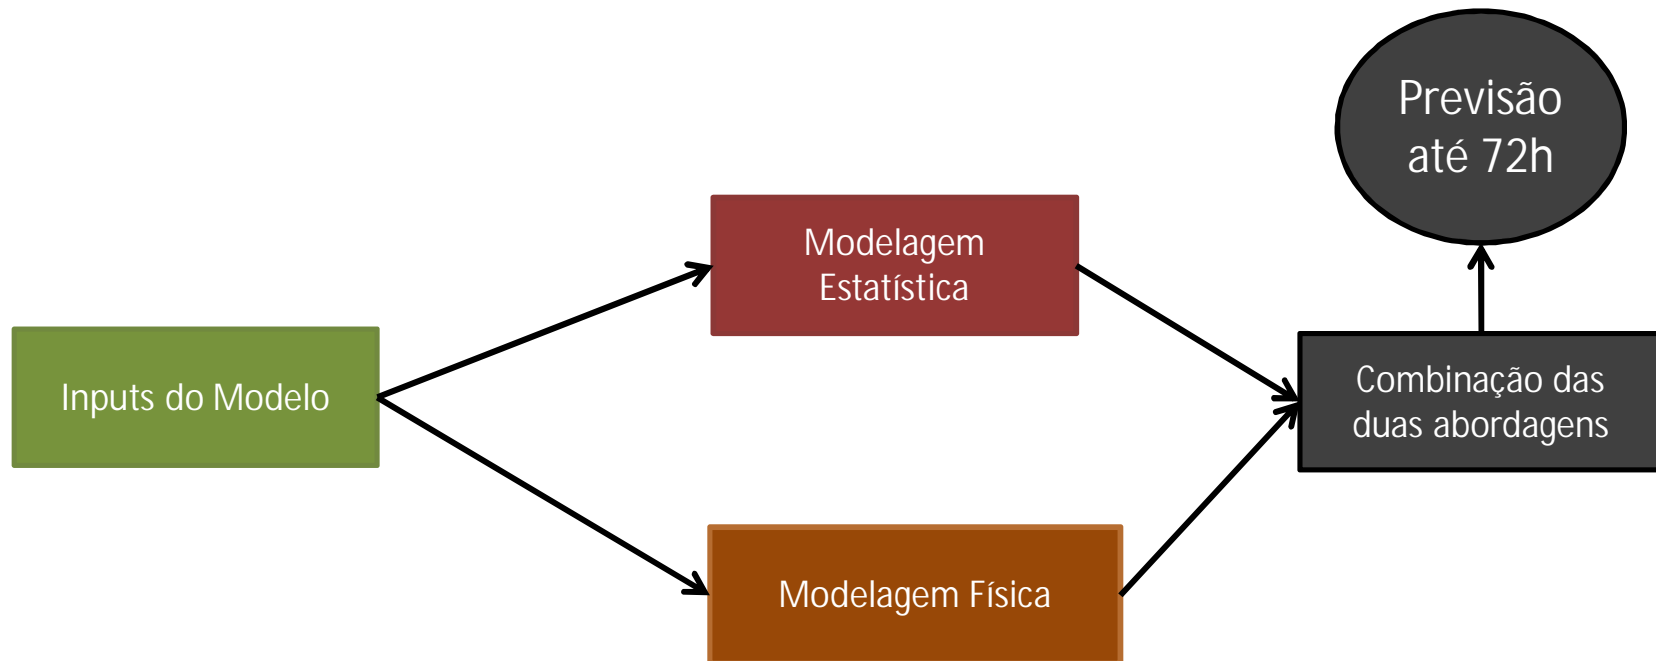 Previsão
até 72h
Modelagem
Estatística
Inputs do Modelo
Combinação das
duas abordagens
Modelagem Física